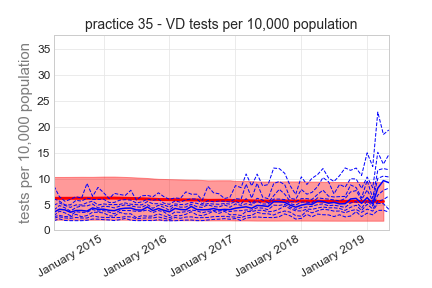 practice 35 - VD tests per 10,000 population
tests per 10,000 population
35
30
25
20
15
10
5
0
January 2015
January 2016
January 2017
January 2018
January 2019